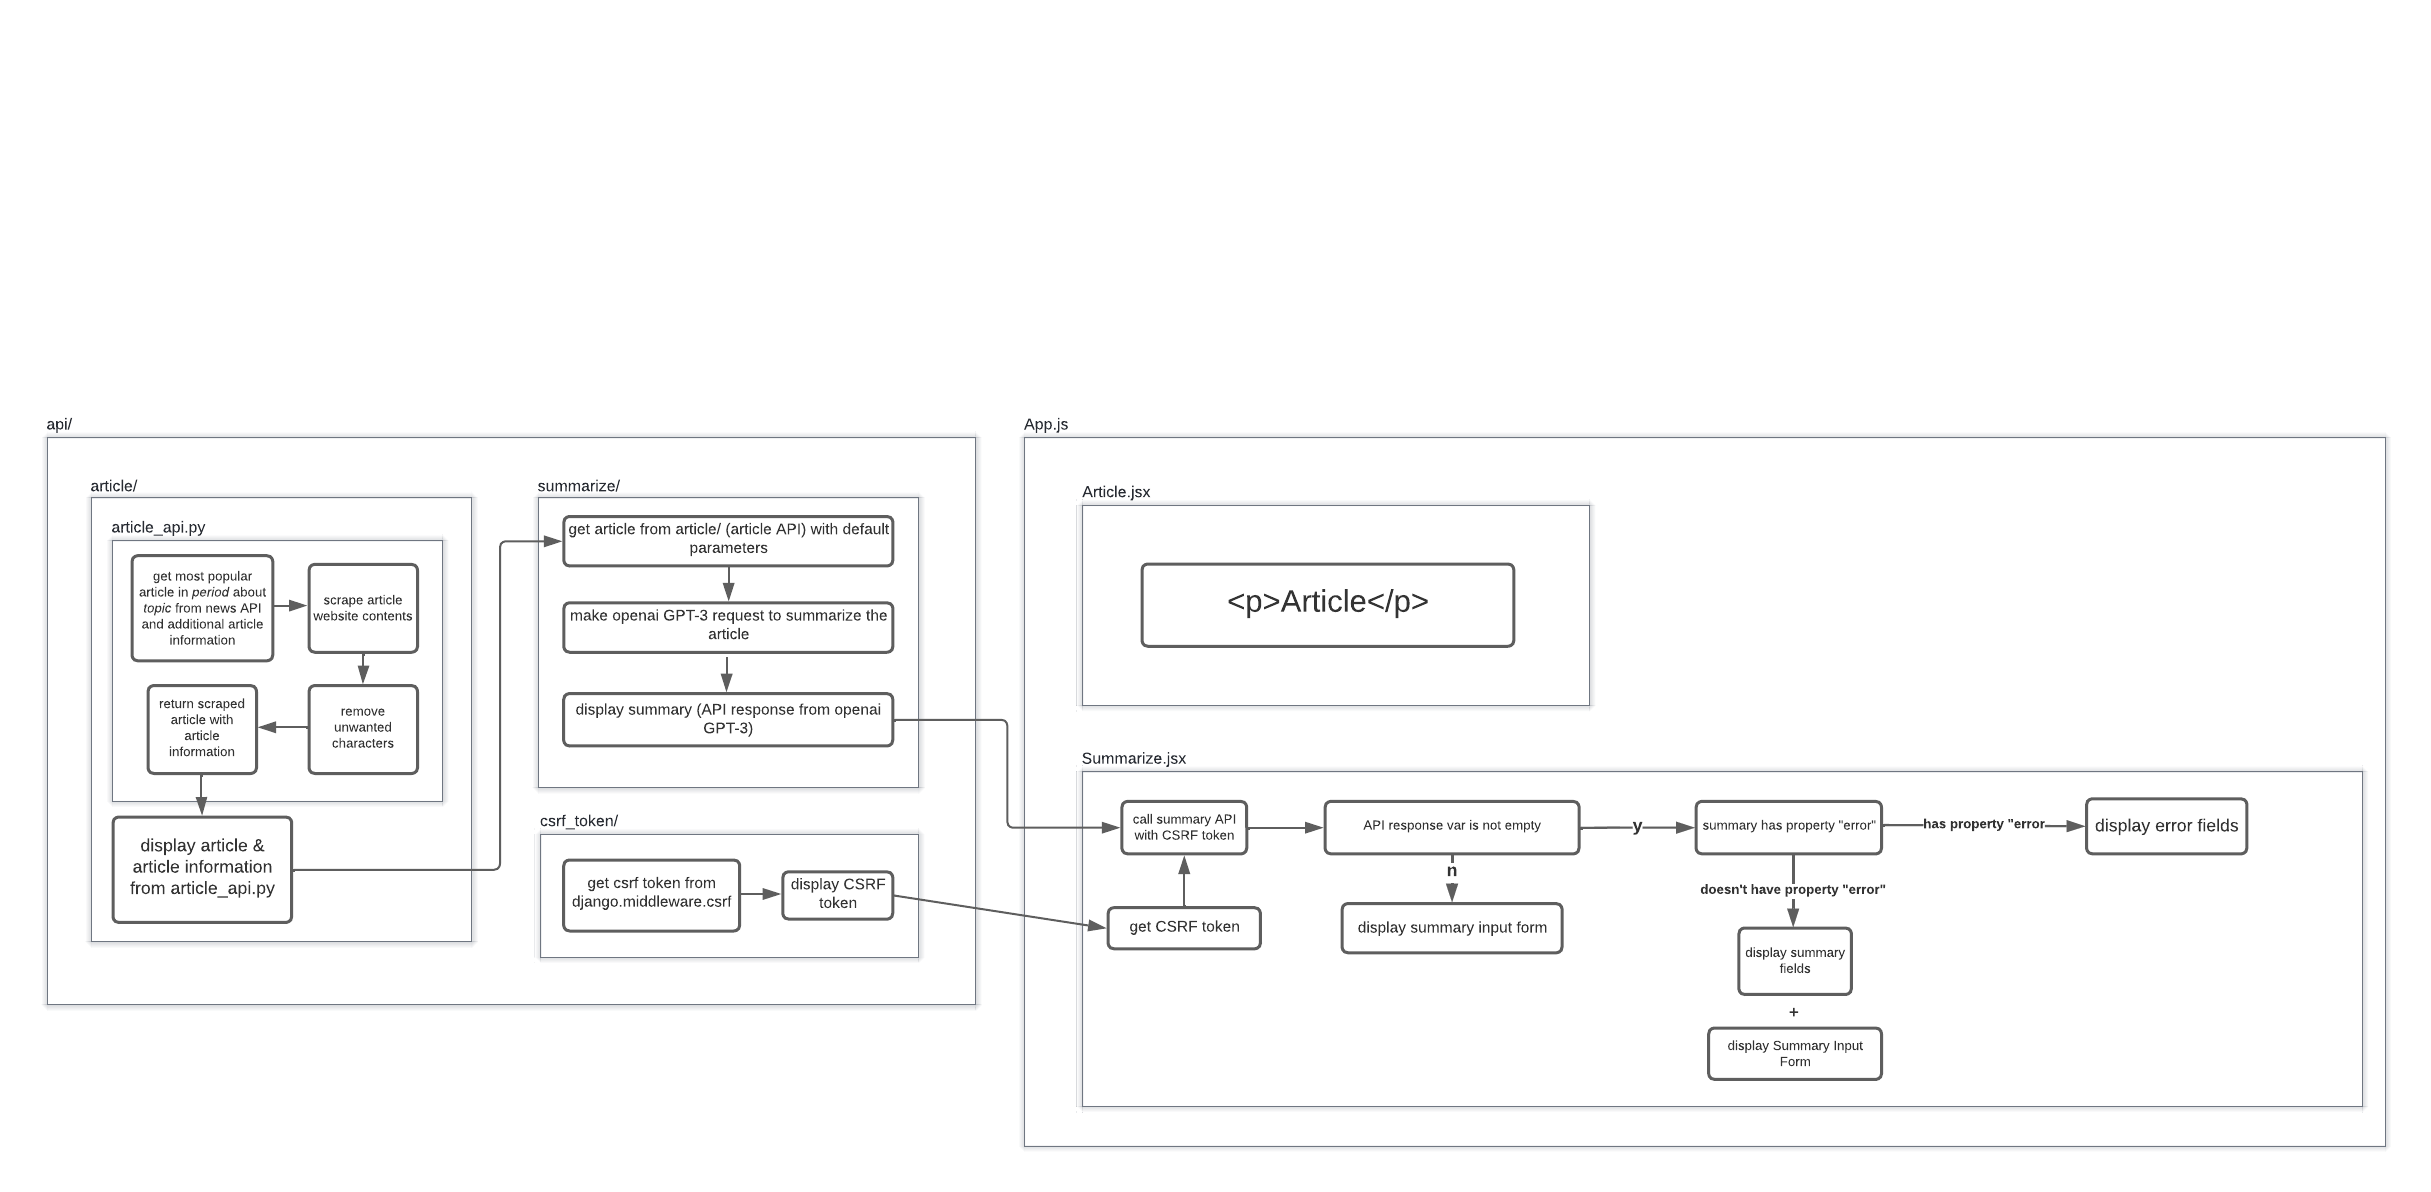 api/
article/
article_api.py
get most popular
article in period about
topic from news API
and additional article
information
scrape article
website contents
remove
unwanted
characters
return scraped
article with
article
information
display article &
article information
from article_api.py
summarize/
get article from article/ (article API) with default
parameters
make openai GPT-3 request to summarize the
article
display summary (API response from openai
GPT-3)
csrf_token/
get csrf token from
django.middleware.csrf
display CSRF
token
App.js
Article.jsx
<p>Article</p>
Summarize.jsx
call summary API
with CSRF token
get CSRF token
API response var is not empty
n
display summary input form
y
summary has property "error"
has property "error
display error fields
doesn't have property "error"
display summary
fields
+
display Summary Input
Form